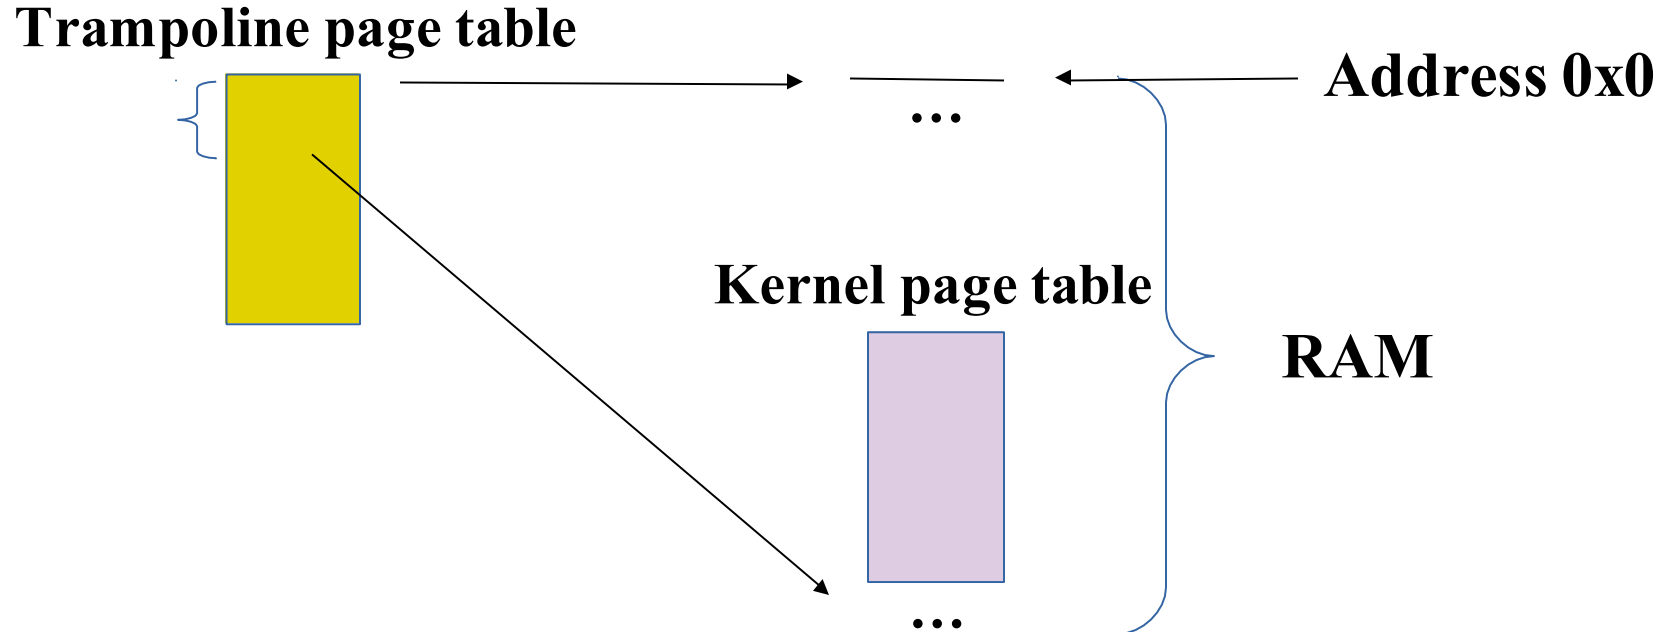 Trampoline page table
Address 0x0
...
Kernel page table
RAM
...